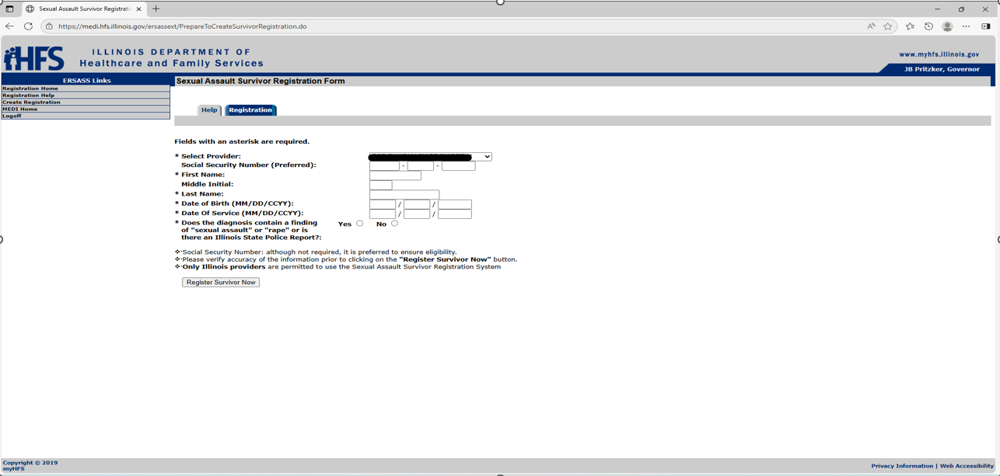 Sexual Assault Survivor Registrati
https://medi.hfs.illinois.gov/ersassext/PrepareToCreateSurvivorRegistration.do
HFS
ILLINOIS DEPARTMENT OF
Healthcare and Family Services
www.myhfs.illinois.gov
JB Pritzker, Governor
ERSASS Links
Registration Home
Registration Help
Create Registration
MEDI Home
Logoff
Sexual Assault Survivor Registration Form
Help Registration
Fields with an asterisk are required.
* Select Provider:
Social Security Number (Preferred): - -
* First Name:
Middle Initial:
* Last Name:
* Date of Birth (MM/DD/CCYY): / /
* Date Of Service (MM/DD/CCYY): / /
* Does the diagnosis contain a finding Yes No
of "sexual assault" or "rape" or is
there an Illinois State Police Report?:
❖·Social Security Number: although not required, it is preferred to ensure eligibility.
❖·Please verify accuracy of the information prior to clicking on the "Register Survivor Now" button.
❖·Only Illinois providers are permitted to use the Sexual Assault Survivor Registration System
Register Survivor Now
Copyright © 2019
myHFS
Privacy Information | Web Accessibility